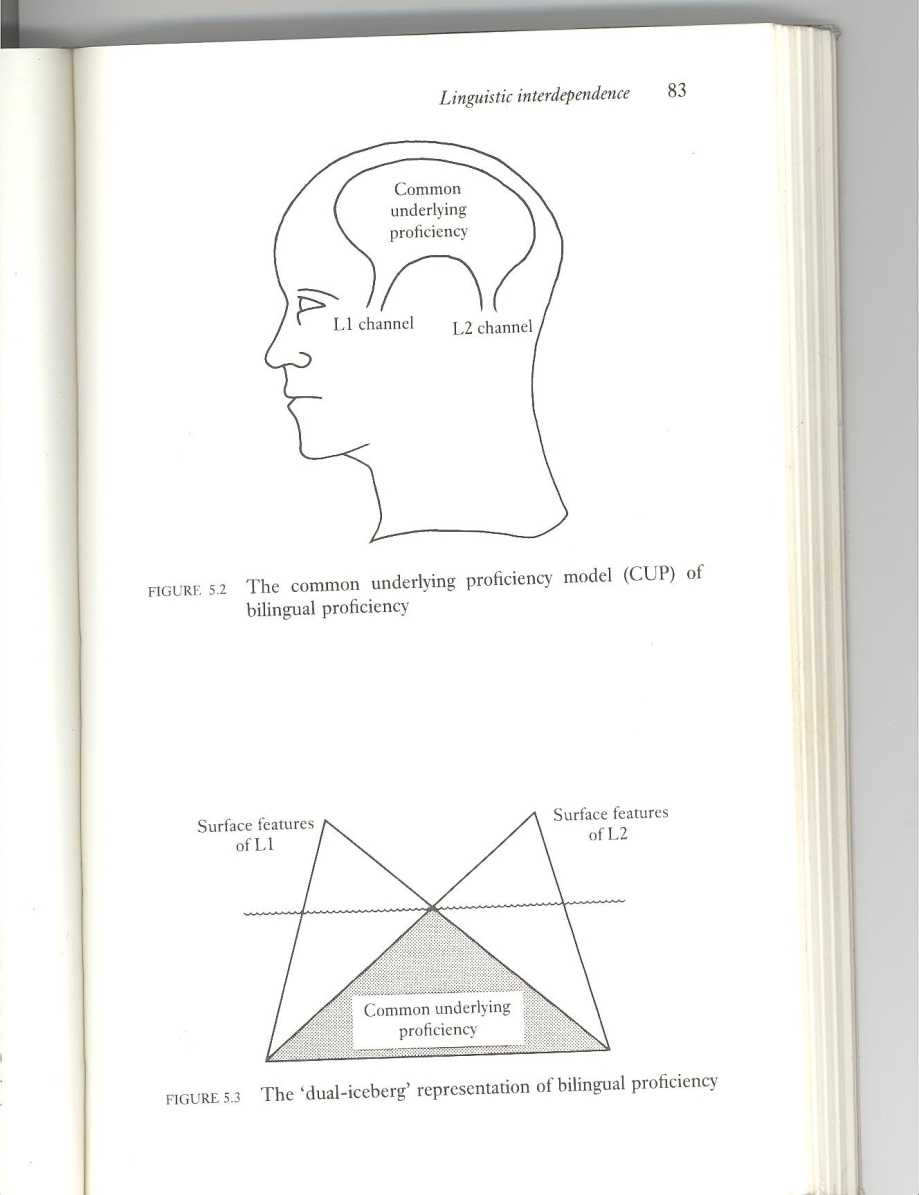 Linguistic interdependence 83
Common
underlying
proficiency
L1 channel L2 channel
FIGURE 5.2 The common underlying proficiency model (CUP) of
bilingual proficiency
Surface features
of L1
Surface features
of L2
Common underlying
proficiency
FIGURE 5.3 The ‘dual-iceberg’ representation of bilingual proficiency